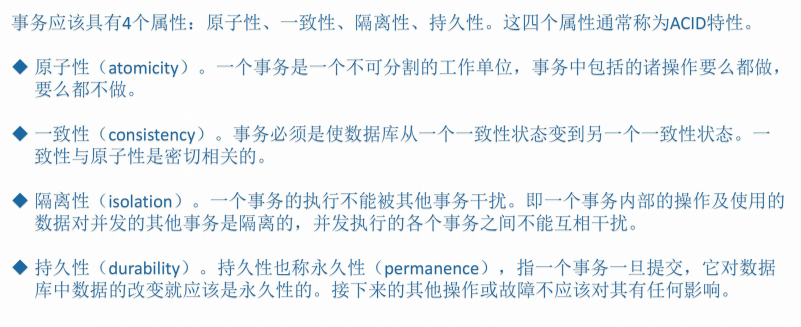 事务应该具有4个属性：原子性、一致性、隔离性、持久性。这四个属性通常称为ACID特性。
◆ 原子性（atomicity）。一个事务是一个不可分割的工作单位，事务中包括的诸操作要么都做，
要么都不做。
◆ 一致性（consistency）。事务必须是使数据库从一个一致性状态变到另一个一致性状态。一
致性与原子性是密切相关的。
◆ 隔离性（isolation）。一个事务的执行不能被其他事务干扰。即一个事务内部的操作及使用的
数据对并发的其他事务是隔离的，并发执行的各个事务之间不能互相干扰。
◆ 持久性（durability）。持久性也称永久性（permanence），指一个事务一旦提交，它对数据
库中数据的改变就应该是永久性的。接下来的其他操作或故障不应该对其有任何影响。